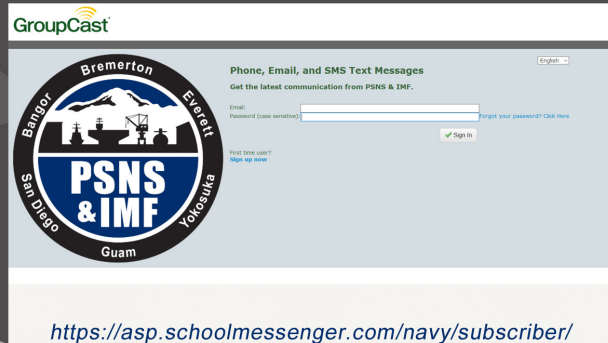 GroupCast
English
Bremerton
Bangor
Everett
PSNS
& IMF
San Diego
Yokosuka
Guam
Phone, Email, and SMS Text Messages
Get the latest communication from PSNS & IMF.
Email:
Password (case senetive):
Forgot your password? Click Here
Sign In
First time user?
Sign up now
https://asp.schoolmessenger.com/navy/subscriber/